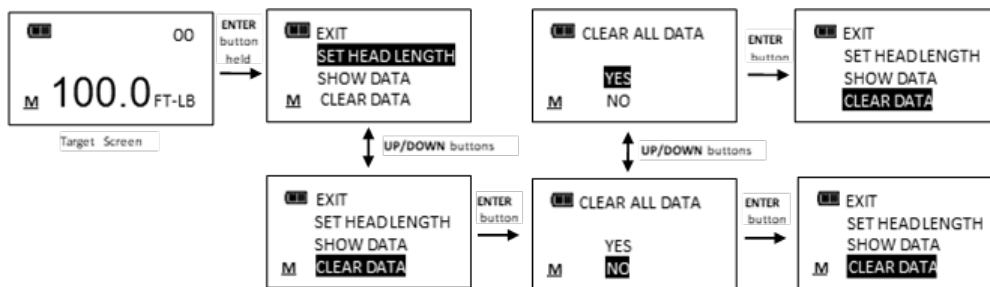 00
M 100.0 FT-LB
Target Screen
ENTER
button
held
EXIT
SET HEAD LENGTH
SHOW DATA
M CLEAR DATA
UP/DOWN buttons
EXIT
SET HEAD LENGTH
SHOW DATA
M CLEAR DATA
ENTER
button
CLEAR ALL DATA
YES
M NO
UP/DOWN buttons
CLEAR ALL DATA
YES
M NO
ENTER
button
EXIT
SET HEAD LENGTH
SHOW DATA
M CLEAR DATA
ENTER
button
EXIT
SET HEAD LENGTH
SHOW DATA
M CLEAR DATA